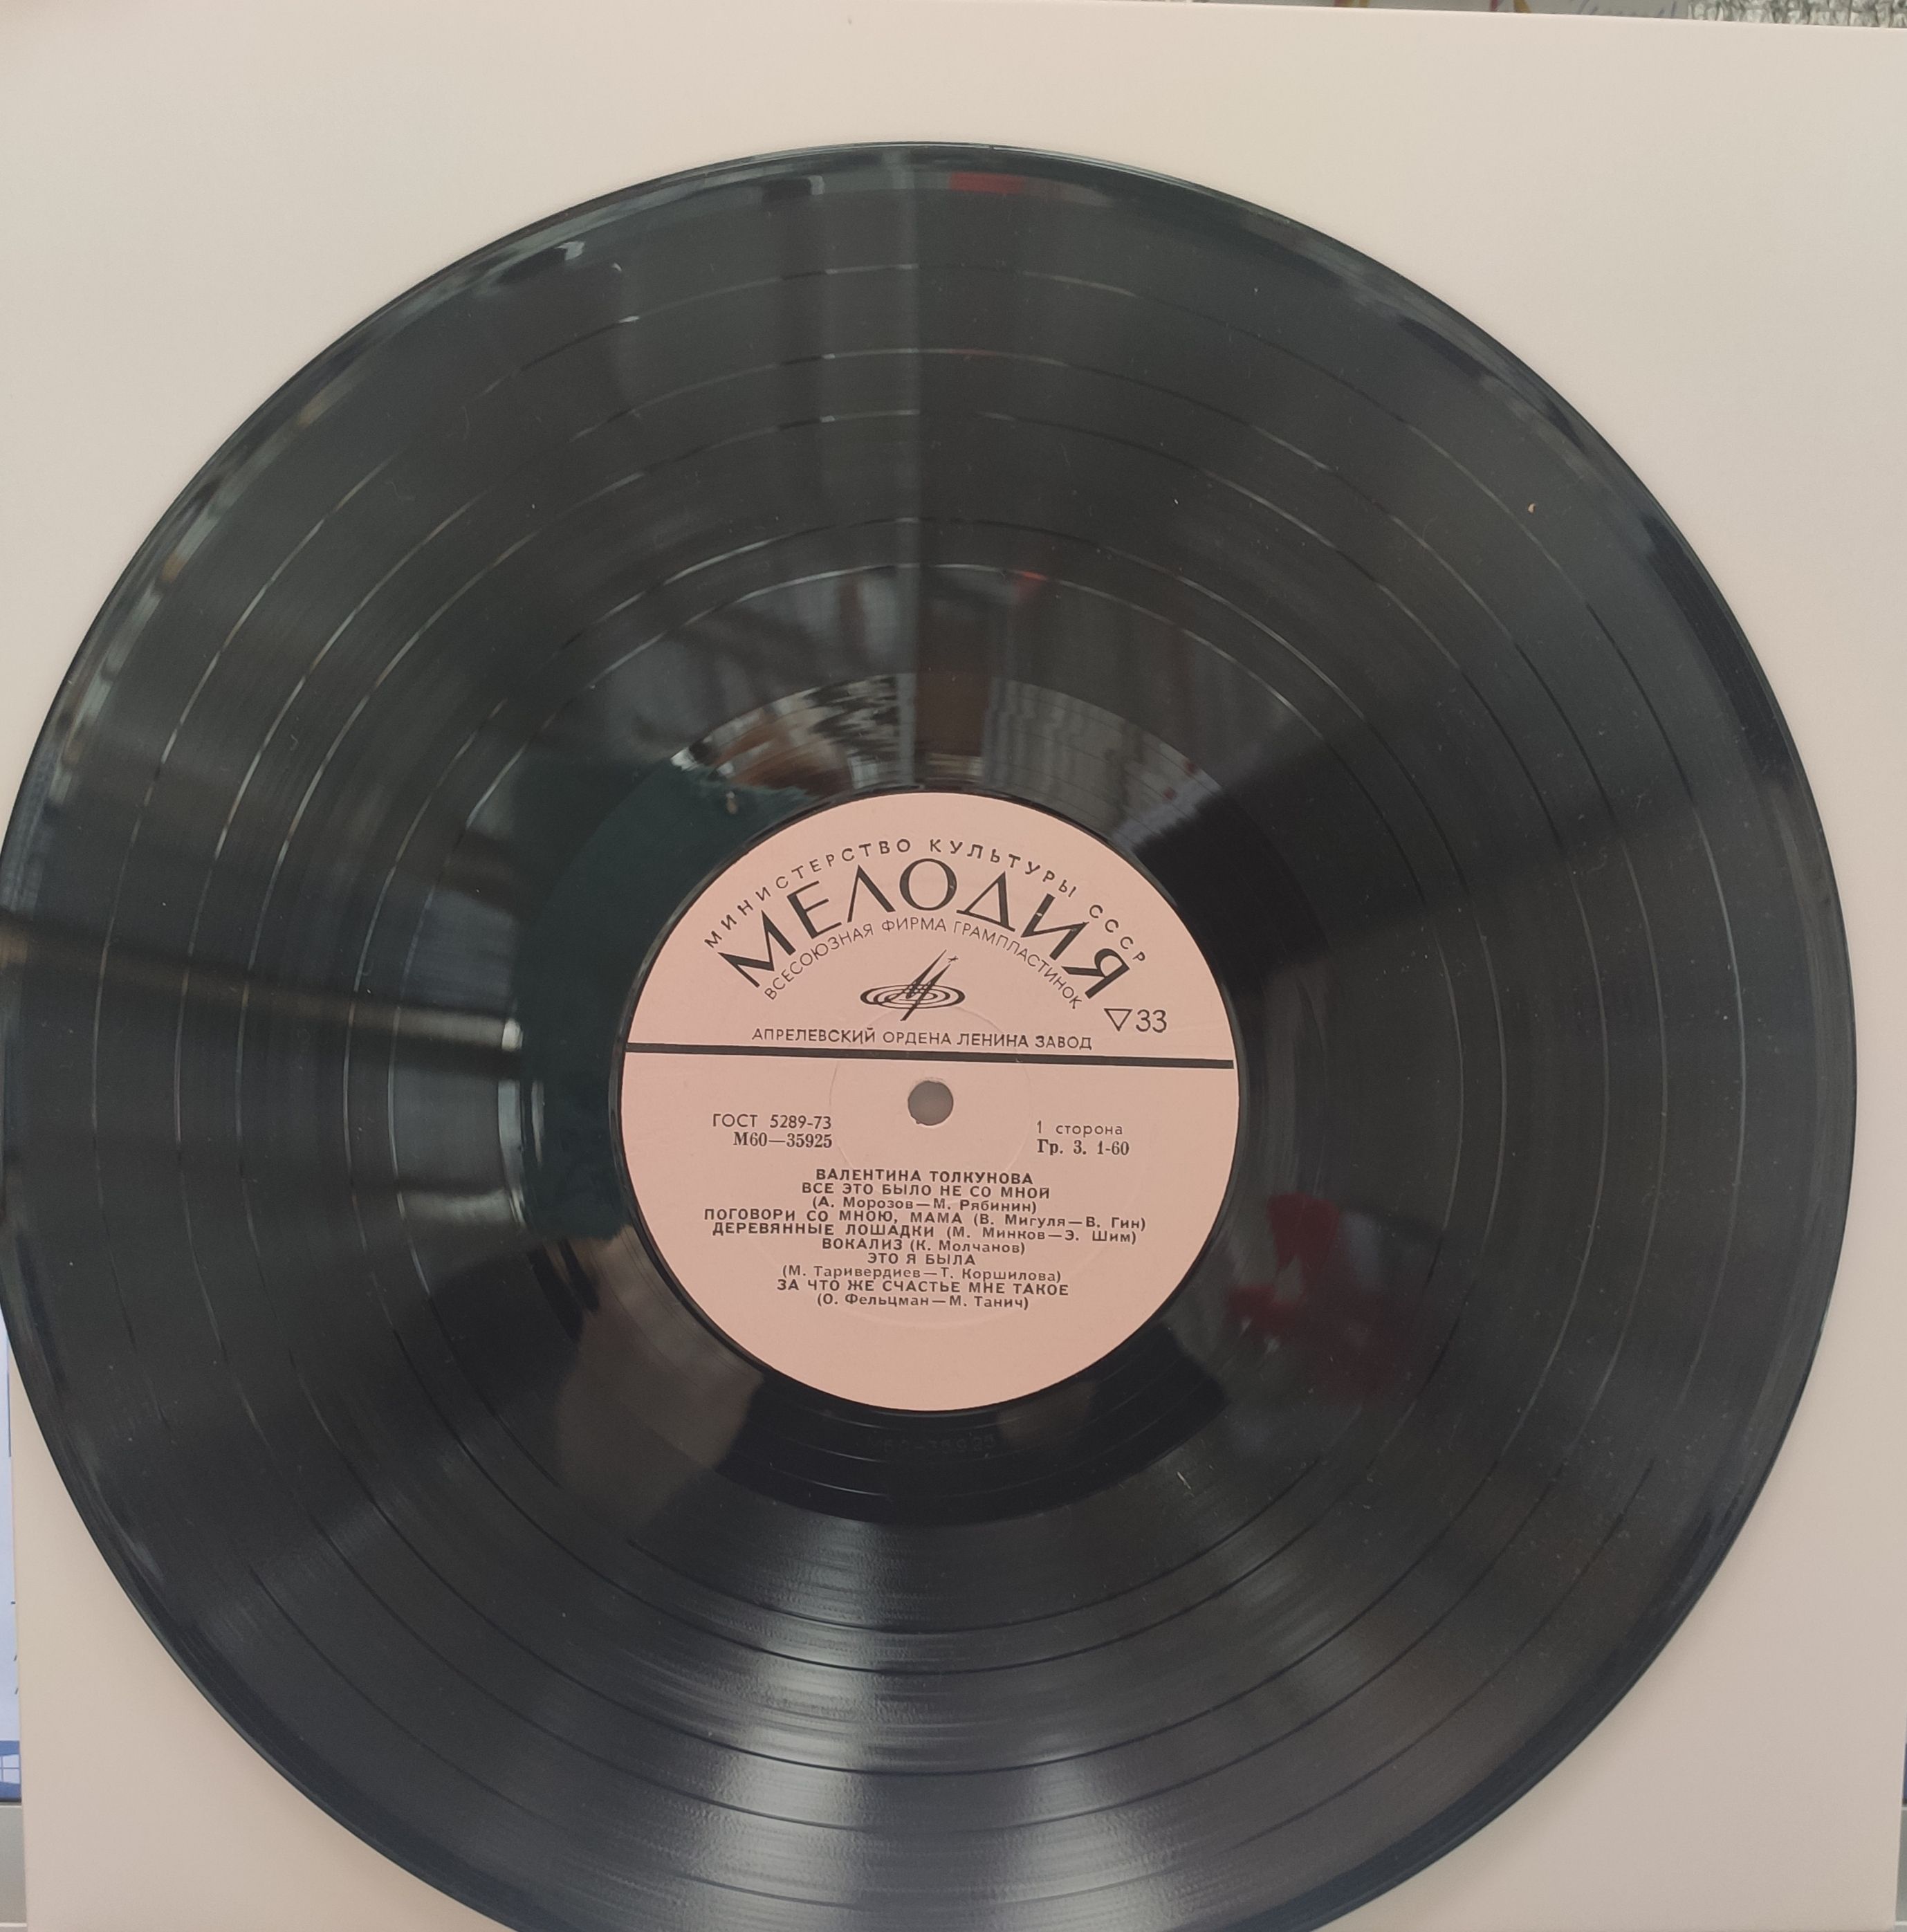 МИНИСТЕРСТВО КУЛЬТУРЫ СССР
МЕЛОДИЯ
ВСЕСОЮЗНАЯ ФИРМА ГРАМПЛАСТИНОК
33
АПРЕЛЕВСКИЙ ОРДЕНА ЛЕНИНА ЗАВОД
ГОСТ 5289-73
М60—35925
1 сторона
Гр. 3. 1-60
ВАЛЕНТИНА ТОЛКУНОВА
ВСЕ ЭТО БЫЛО НЕ СО МНОЙ
(А. Морозов—М. Рябинин)
ПОГОВОРИ СО МНОЮ, МАМА (В. Мигуля—В. Гин)
ДЕРЕВЯННЫЕ ЛОШАДКИ (М. Минков—Э. Шим)
ВОКАЛИЗ (К. Молчанов)
ЭТО Я БЫЛА
(М. Таривердиев—Т. Коршилова)
ЗА ЧТО ЖЕ СЧАСТЬЕ МНЕ ТАКОЕ
(О. Фельцман—М. Танич)